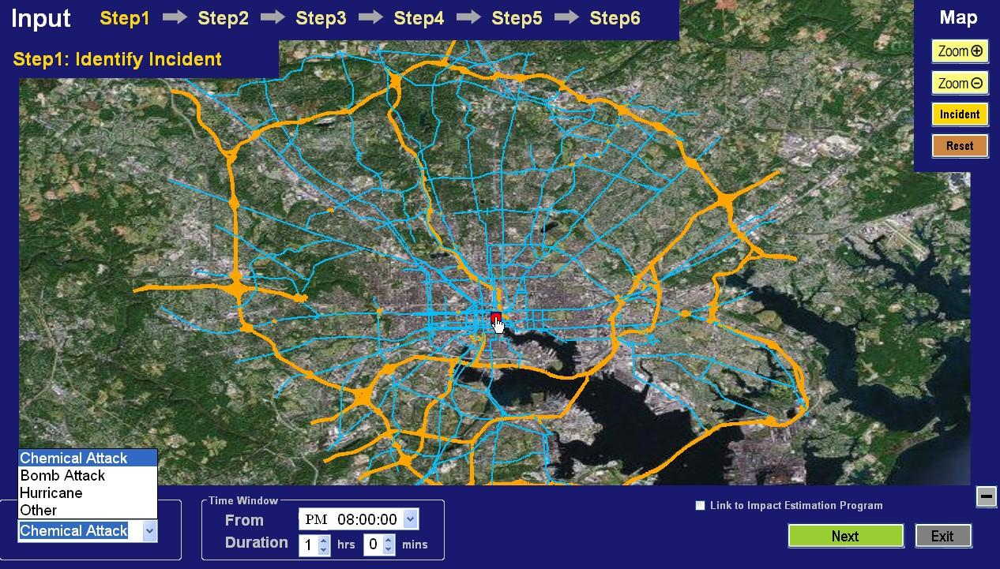 Input Step1 Step2 Step3 Step4 Step5 Step6
Map
Step1: Identify Incident
Zoom
Zoom
Incident
Reset
Chemical Attack
Bomb Attack
Hurricane
Other
Chemical Attack
Time Window
From PM 08:00:00
Duration 1 hrs 0 mins
Link to Impact Estimation Program
Next
Exit